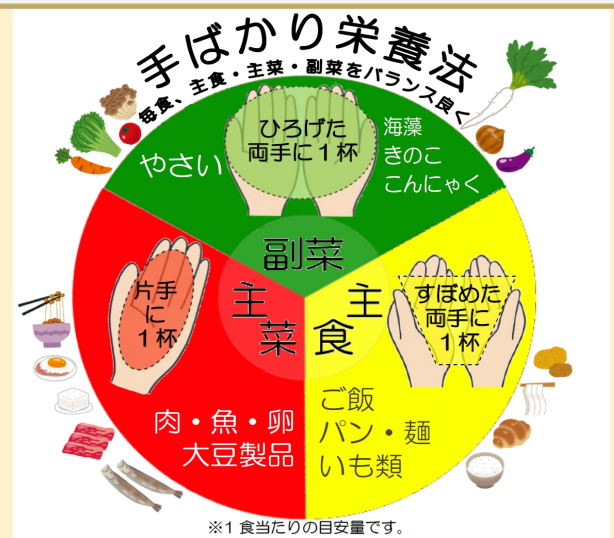 手ばかり栄養法
毎食、主食・主菜・副菜をバランス良く
ひろげた
両手に1杯
やさい
海藻
きのこ
こんにゃく
副菜
片手
に
1杯
主
菜
肉・魚・卵
大豆製品
主
食
すぼめた
両手に
1杯
ご飯
パン・麺
いも類
※1食当たりの目安量です。